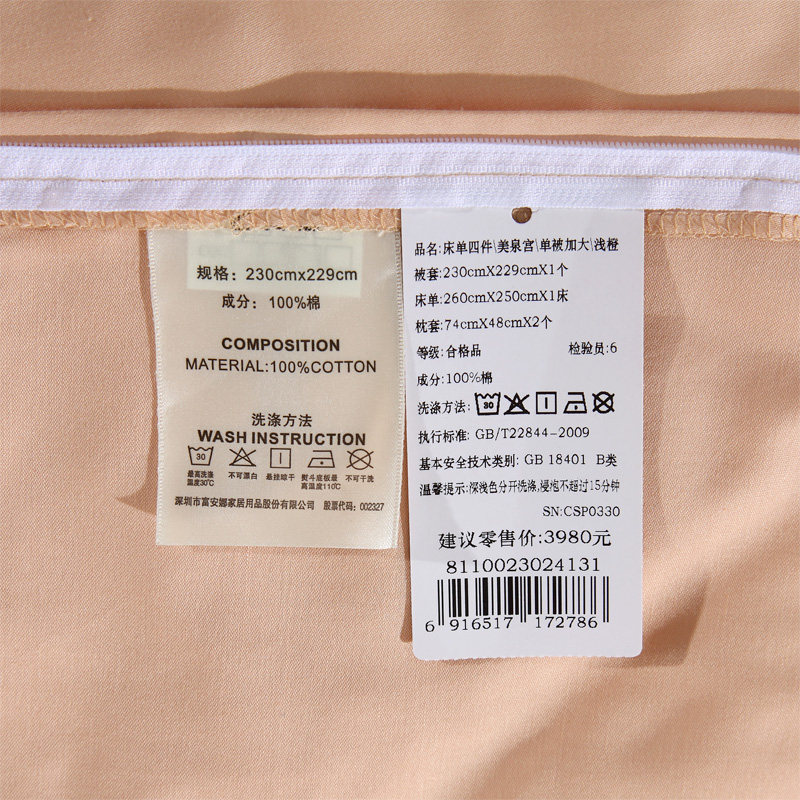 规格：230cmx229cm
成分：100%棉
COMPOSITION
MATERIAL:100%COTTON
洗涤方法
WASH INSTRUCTION
30
最高洗涤温度30℃
不可漂白
悬挂晾干
熨斗底板最高温度110℃
不可干洗
深圳市富安娜家居用品股份有限公司 股票代码：002327
品名:床单四件\美泉宫\单被加大\浅橙
被套:230cmX229cmX1个
床单:260cmX250cmX1床
枕套:74cmX48cmX2个
等级:合格品 检验员:6
成分:100%棉
洗涤方法: 30
执行标准: GB/T22844-2009
基本安全技术类别: GB 18401 B类
温馨提示:深浅色分开洗涤,浸泡不超过15分钟
SN:CSP0330
建议零售价:3980元
8110023024131
6 916517 172786